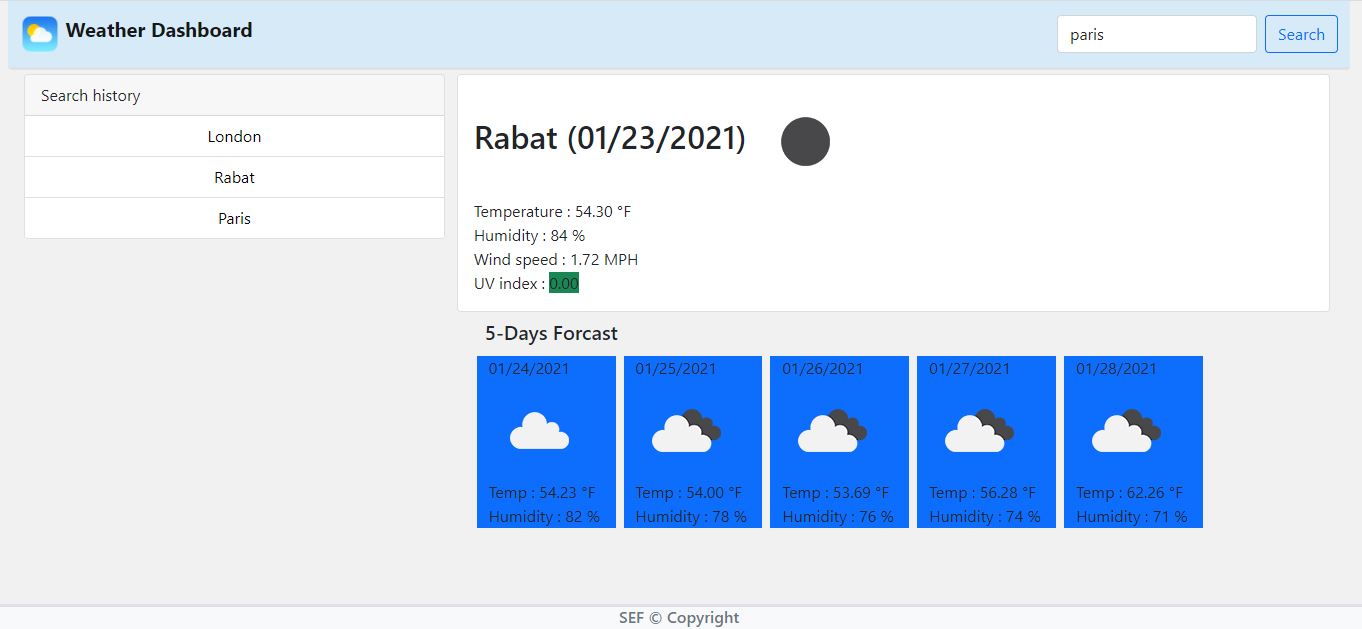 Weather Dashboard
paris
Search
Search history
London
Rabat
Paris
Rabat (01/23/2021)
Temperature : 54.30 °F
Humidity : 84 %
Wind speed : 1.72 MPH
UV index : 0.00
5-Days Forcast
01/24/2021
Temp : 54.23 °F
Humidity : 82 %
01/25/2021
Temp : 54.00 °F
Humidity : 78 %
01/26/2021
Temp : 53.69 °F
Humidity : 76 %
01/27/2021
Temp : 56.28 °F
Humidity : 74 %
01/28/2021
Temp : 62.26 °F
Humidity : 71 %
SEF © Copyright